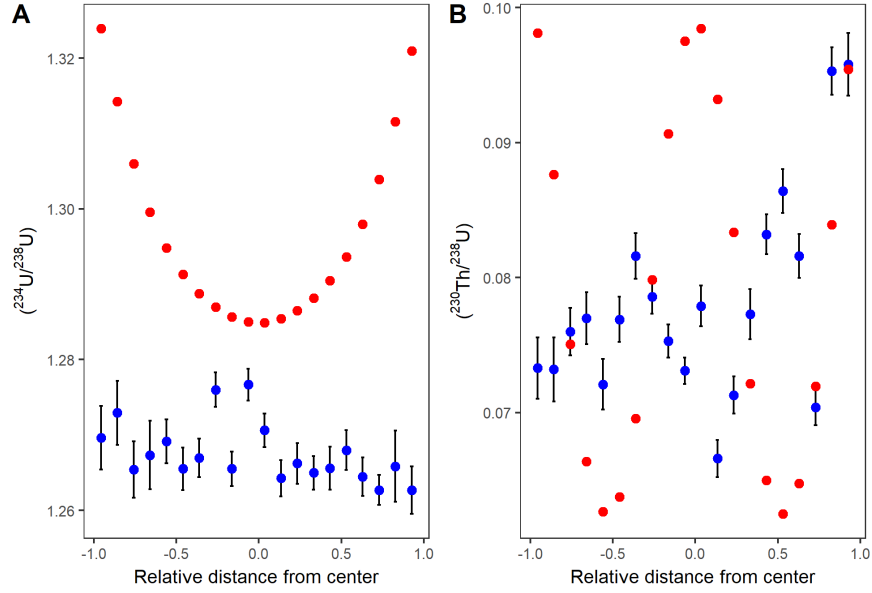 A
(²³⁴U/²³⁸U)
1.32
1.30
1.28
1.26
-1.0 -0.5 0.0 0.5 1.0
Relative distance from center
B
(²³⁰Th/²³⁸U)
0.10
0.09
0.08
0.07
-1.0 -0.5 0.0 0.5 1.0
Relative distance from center